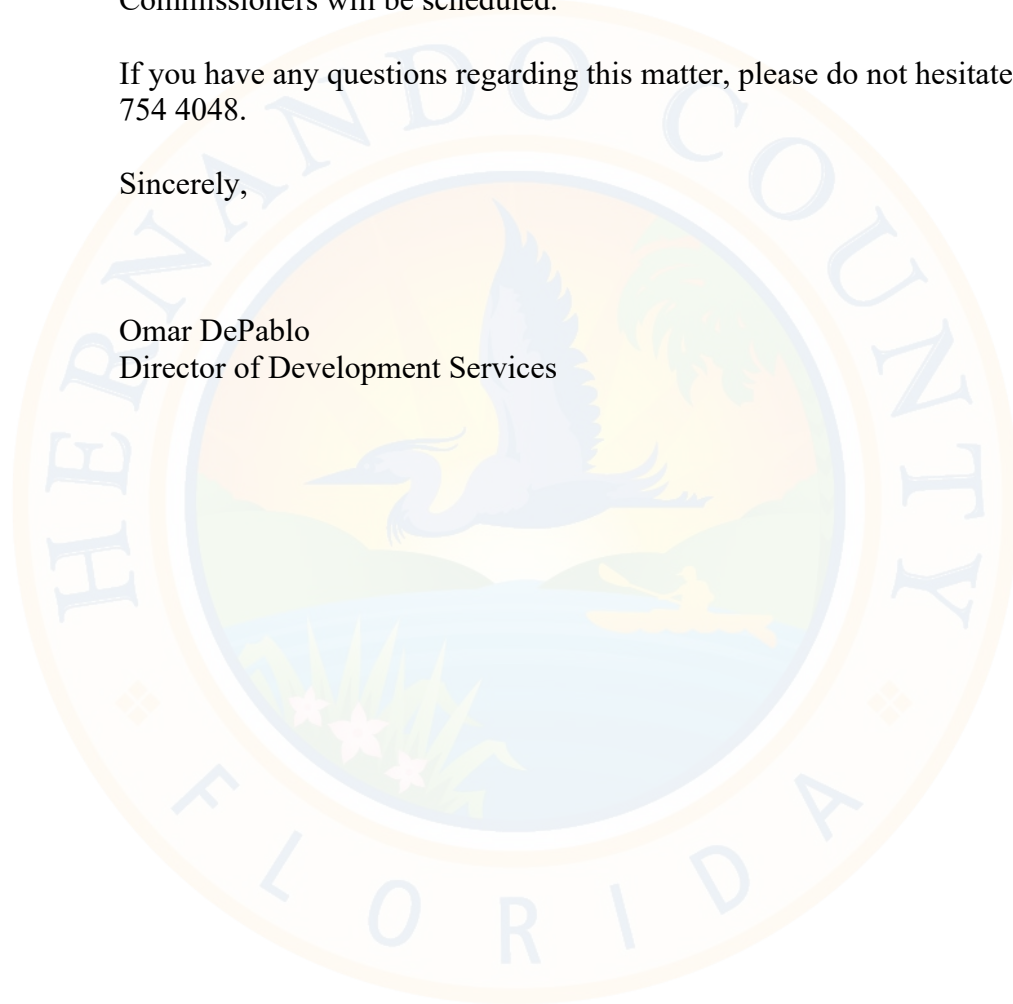 Commissioners will be scheduled.
If you have any questions regarding this matter, please do not hesitate
754 4048.
Sincerely,
Omar DePablo
Director of Development Services
HERNANDO COUNTY
FLORIDA